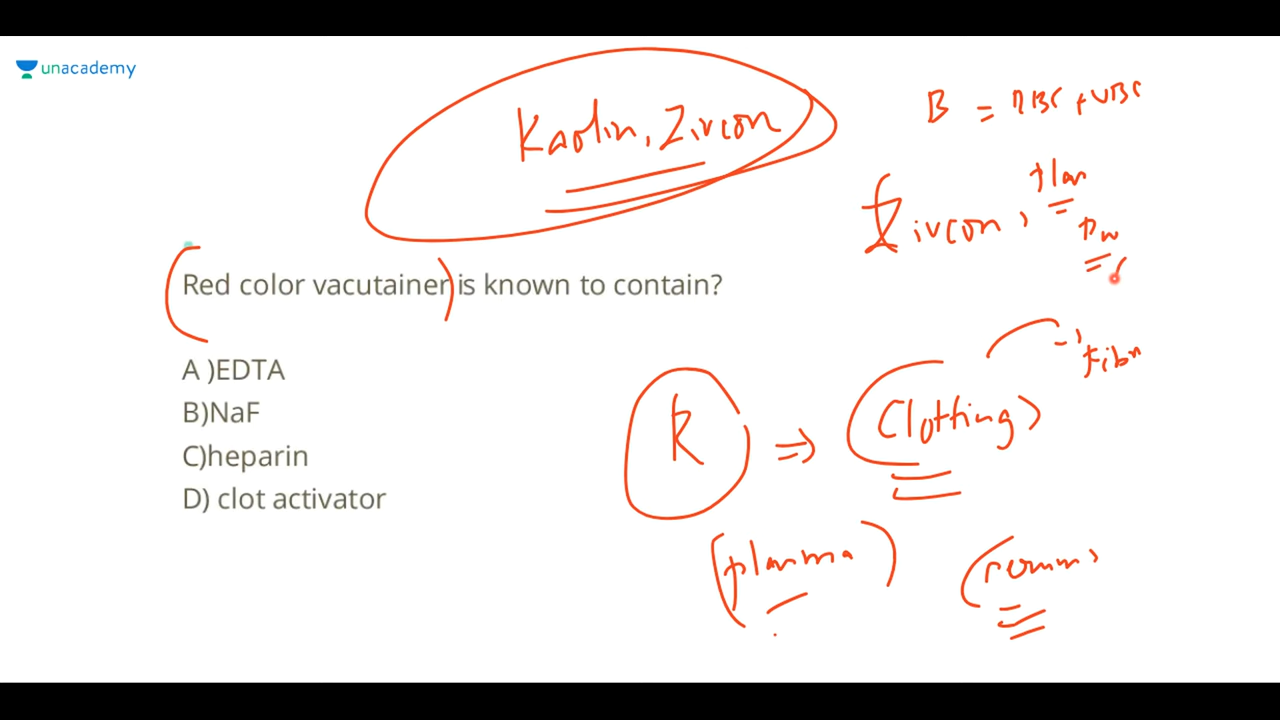 unacademy
Kaolin, Zircon
B = RBC + WBC
Zircon, plas
Red color vacutainer is known to contain?
A )EDTA
B)NaF
C)heparin
D) clot activator
R ⇒ (Clotting)
(plasma)